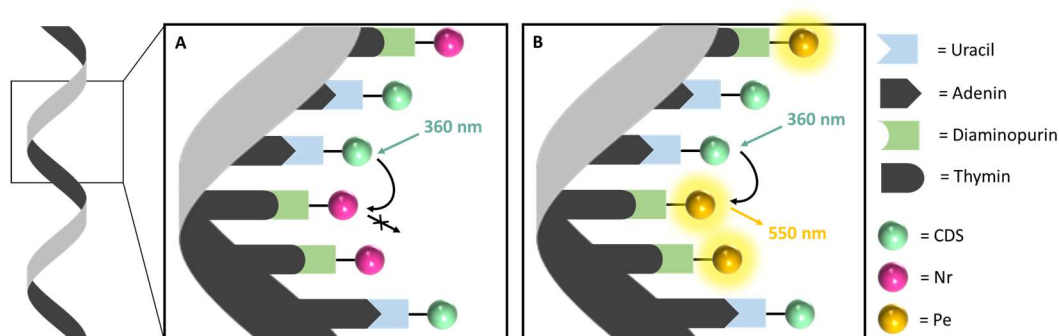 A
360 nm
B
360 nm
550 nm
= Uracil
= Adenin
= Diaminopurin
= Thymin
= CDS
= Nr
= Pe